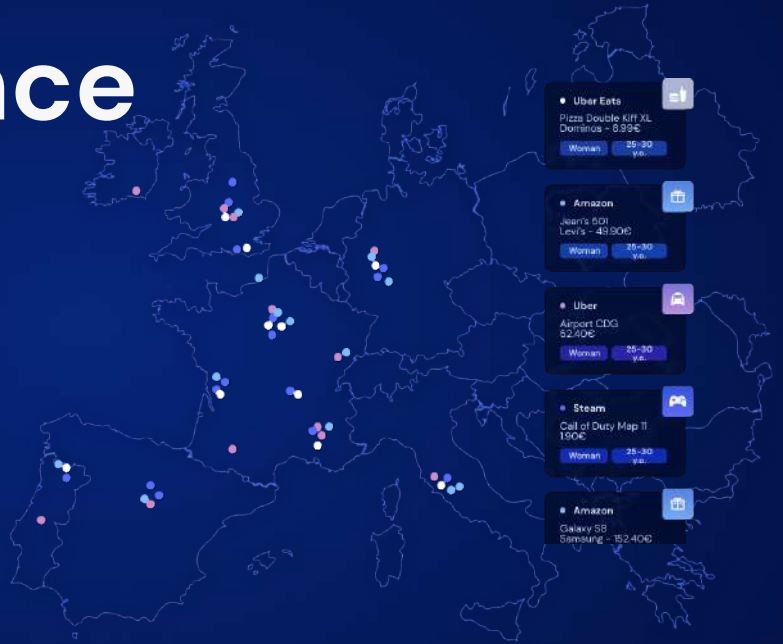 nce
Uber Eats
Pizza Double Kiff XL
Dominos - 8.99€
Woman
25-30
y.o.
Amazon
Jean's 501
Levi's - 49.90€
Woman
25-30
y.o.
Uber
Airport CDG
52.40€
Woman
25-30
y.o.
Steam
Call of Duty Map 11
1.90€
Woman
25-30
y.o.
Amazon
Galaxy S8
Samsung - 152.40€